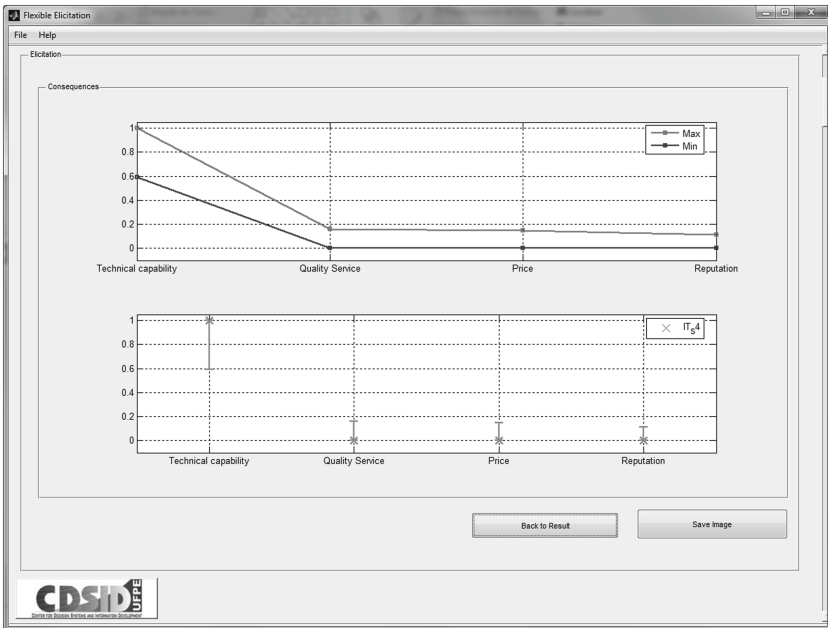 Flexible Elicitation
File Help
Elicitation
Consequences
1
0.8
0.6
0.4
0.2
0
Max
Min
Technical capability
Quality Service
Price
Reputation
1
0.8
0.6
0.4
0.2
0
ITS4
Technical capability
Quality Service
Price
Reputation
Back to Result
Save Image
CDSID
UFPE
CENTER FOR DECISION SYSTEMS AND INFORMATION DEVELOPMENT